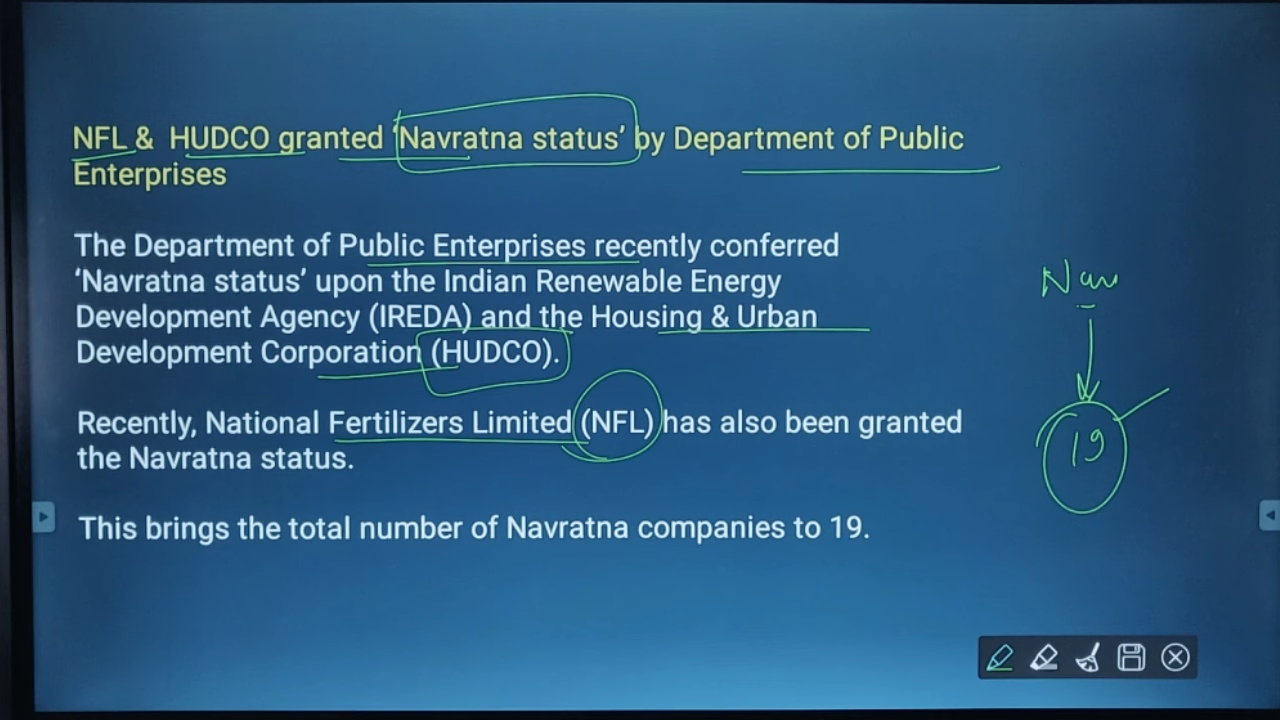 NFL & HUDCO granted ‘Navratna status’ by Department of Public
Enterprises
The Department of Public Enterprises recently conferred
‘Navratna status’ upon the Indian Renewable Energy
Development Agency (IREDA) and the Housing & Urban
Development Corporation (HUDCO).
Recently, National Fertilizers Limited (NFL) has also been granted
the Navratna status.
This brings the total number of Navratna companies to 19.
Nav
19